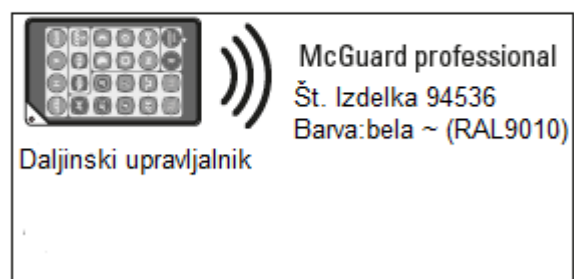 McGuard professional
Št. Izdelka 94536
Barva:bela ~ (RAL9010)
Daljinski upravljalnik